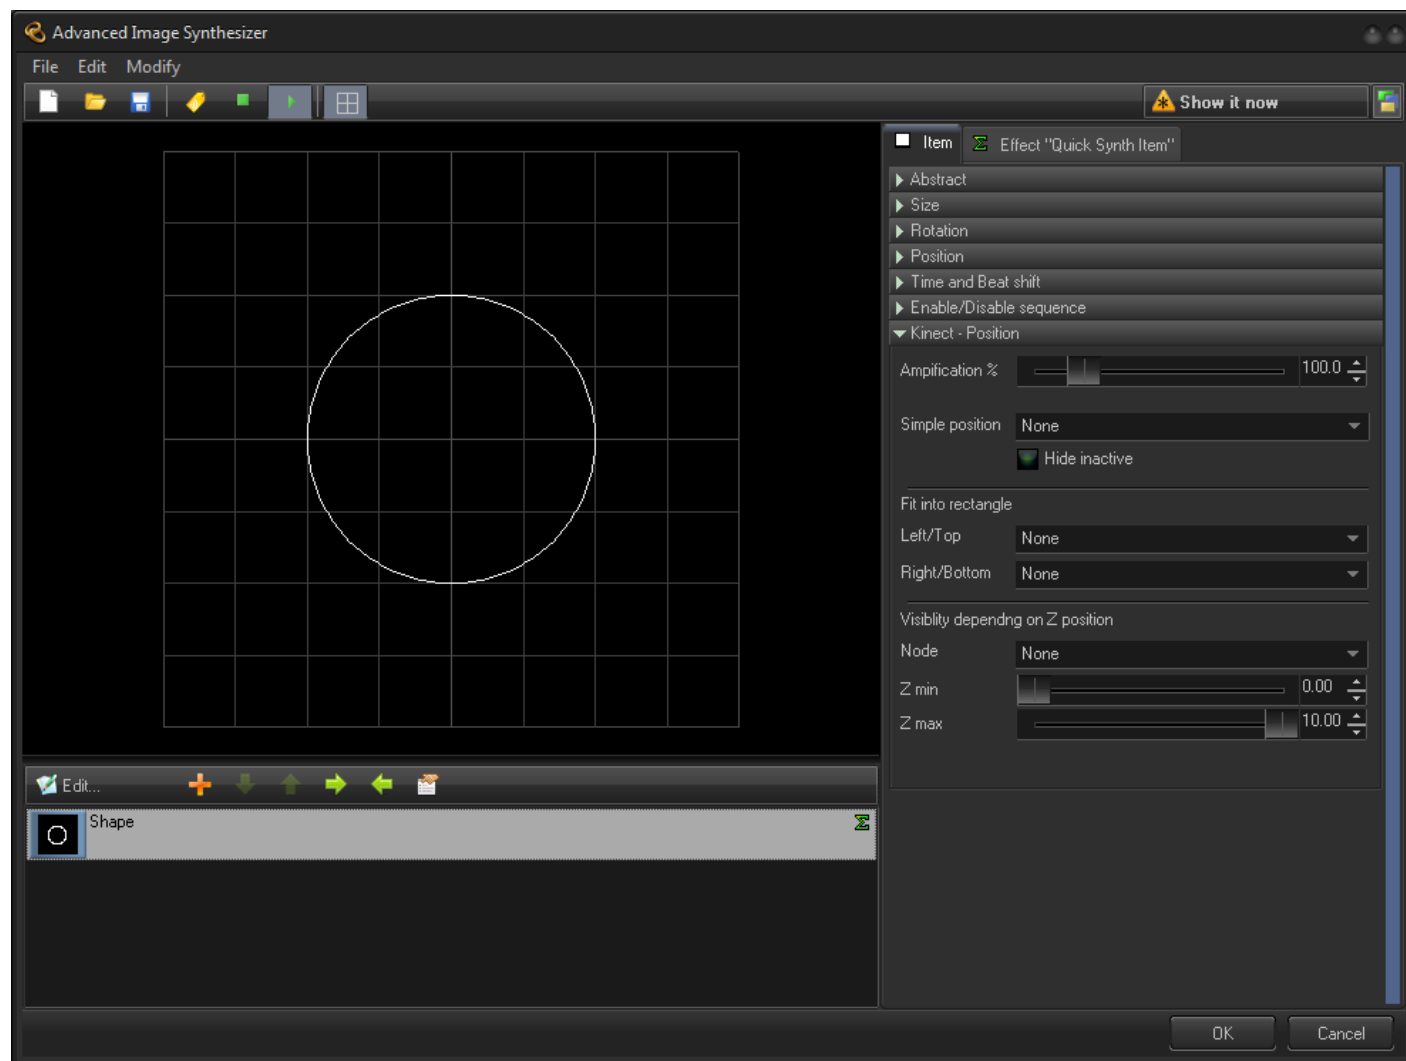 Advanced Image Synthesizer
File Edit Modify
Show it now
Item Effect "Quick Synth Item"
Abstract
Size
Rotation
Position
Time and Beat shift
Enable/Disable sequence
Kinect - Position
Ampification % 100.0
Simple position None
Hide inactive
Fit into rectangle
Left/Top None
Right/Bottom None
Visiblity dependng on Z position
Node None
Z min 0.00
Z max 10.00
Edit...
Shape
OK Cancel